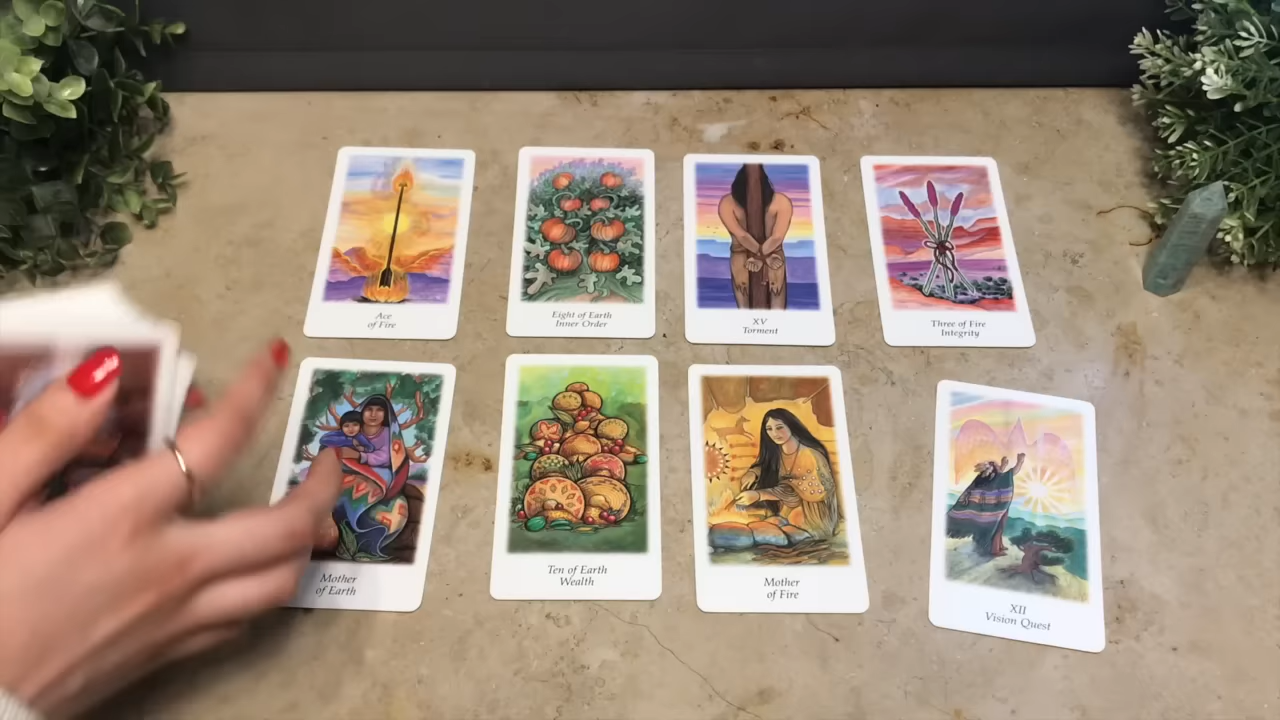 Ace
of Fire
Eight of Earth
Inner Order
XV
Torment
Three of Fire
Integrity
Mother
of Earth
Ten of Earth
Wealth
Mother
of Fire
XII
Vision Quest